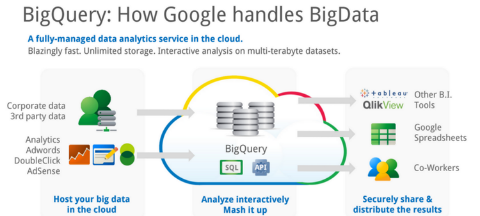 BigQuery: How Google handles BigData
A fully-managed data analytics service in the cloud.
Blazingly fast. Unlimited storage. Interactive analysis on multi-terabyte datasets.
Corporate data
3rd party data
Analytics
Adwords
DoubleClick
AdSense
Host your big data
in the cloud
BigQuery
SQL
API
Analyze interactively
Mash it up
tableau
QlikView
Other B.I.
Tools
Google
Spreadsheets
Co-Workers
Securely share &
distribute the results